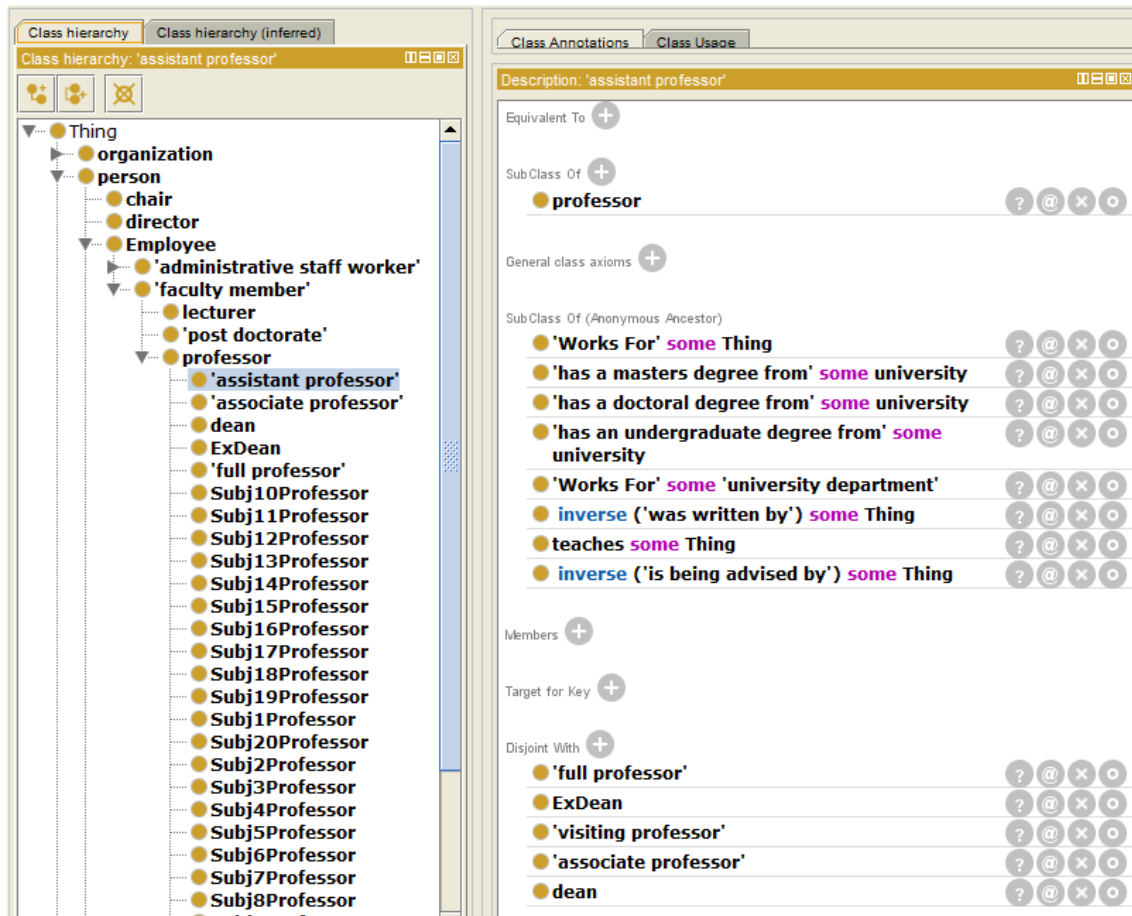 Class hierarchy
Class hierarchy (inferred)
Class hierarchy: 'assistant professor'
Thing
organization
person
chair
director
Employee
'administrative staff worker'
'faculty member'
lecturer
'post doctorate'
professor
'assistant professor'
'associate professor'
dean
ExDean
'full professor'
Subj10Professor
Subj11Professor
Subj12Professor
Subj13Professor
Subj14Professor
Subj15Professor
Subj16Professor
Subj17Professor
Subj18Professor
Subj19Professor
Subj1Professor
Subj20Professor
Subj2Professor
Subj3Professor
Subj4Professor
Subj5Professor
Subj6Professor
Subj7Professor
Subj8Professor
Class Annotations
Class Usage
Description: 'assistant professor'
Equivalent To
SubClass Of
professor
General class axioms
SubClass Of (Anonymous Ancestor)
'Works For' some Thing
'has a masters degree from' some university
'has a doctoral degree from' some university
'has an undergraduate degree from' some
university
'Works For' some 'university department'
inverse ('was written by') some Thing
teaches some Thing
inverse ('is being advised by') some Thing
Members
Target for Key
Disjoint With
'full professor'
ExDean
'visiting professor'
'associate professor'
dean